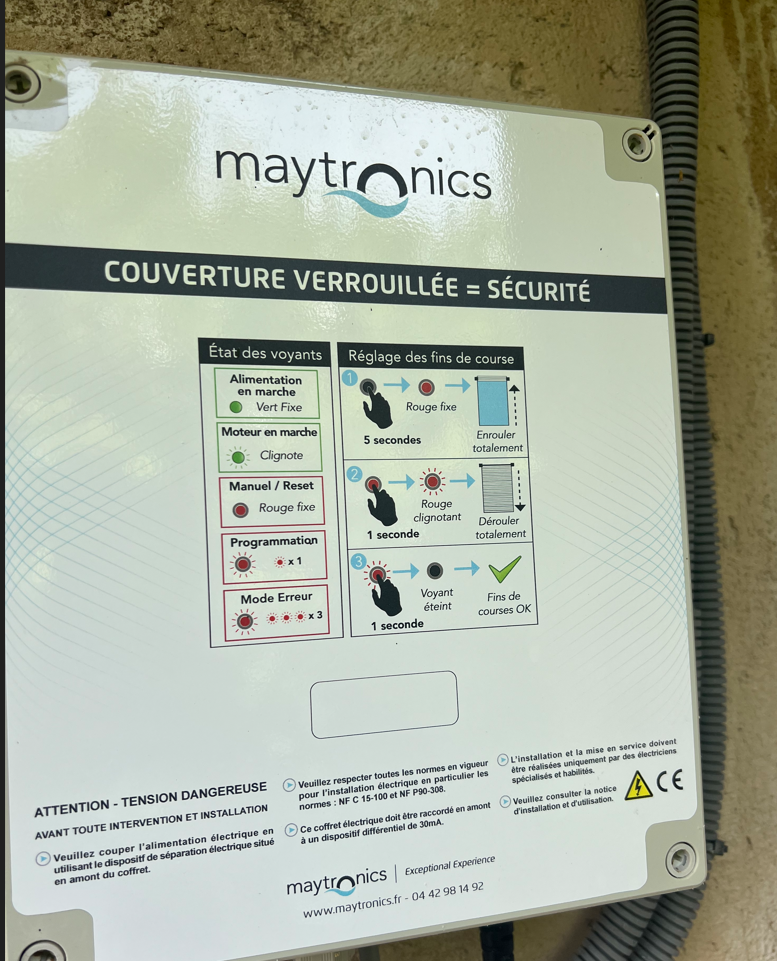 maytronics
COUVERTURE VERROUILLÉE = SÉCURITÉ
État des voyants
Alimentation
en marche
Vert Fixe
Moteur en marche
Clignote
Manuel / Reset
Rouge fixe
Programmation
x 1
Mode Erreur
x 3
Réglage des fins de course
1
Rouge fixe
5 secondes
Enrouler
totalement
2
Rouge
clignotant
1 seconde
Dérouler
totalement
3
Voyant
éteint
1 seconde
Fins de
courses OK
ATTENTION - TENSION DANGEREUSE
AVANT TOUTE INTERVENTION ET INSTALLATION
Veuillez couper l'alimentation électrique en
utilisant le dispositif de séparation électrique situé
en amont du coffret.
Veuillez respecter toutes les normes en vigueur
pour l'installation électrique en particulier les
normes : NF C 15-100 et NF P90-308.
Ce coffret électrique doit être raccordé en amont
à un dispositif différentiel de 30mA.
L'installation et la mise en service doivent
être réalisées uniquement par des électriciens
spécialisés et habilités.
Veuillez consulter la notice
d'installation et d'utilisation.
CE
maytronics | Exceptional Experience
www.maytronics.fr - 04 42 98 14 92